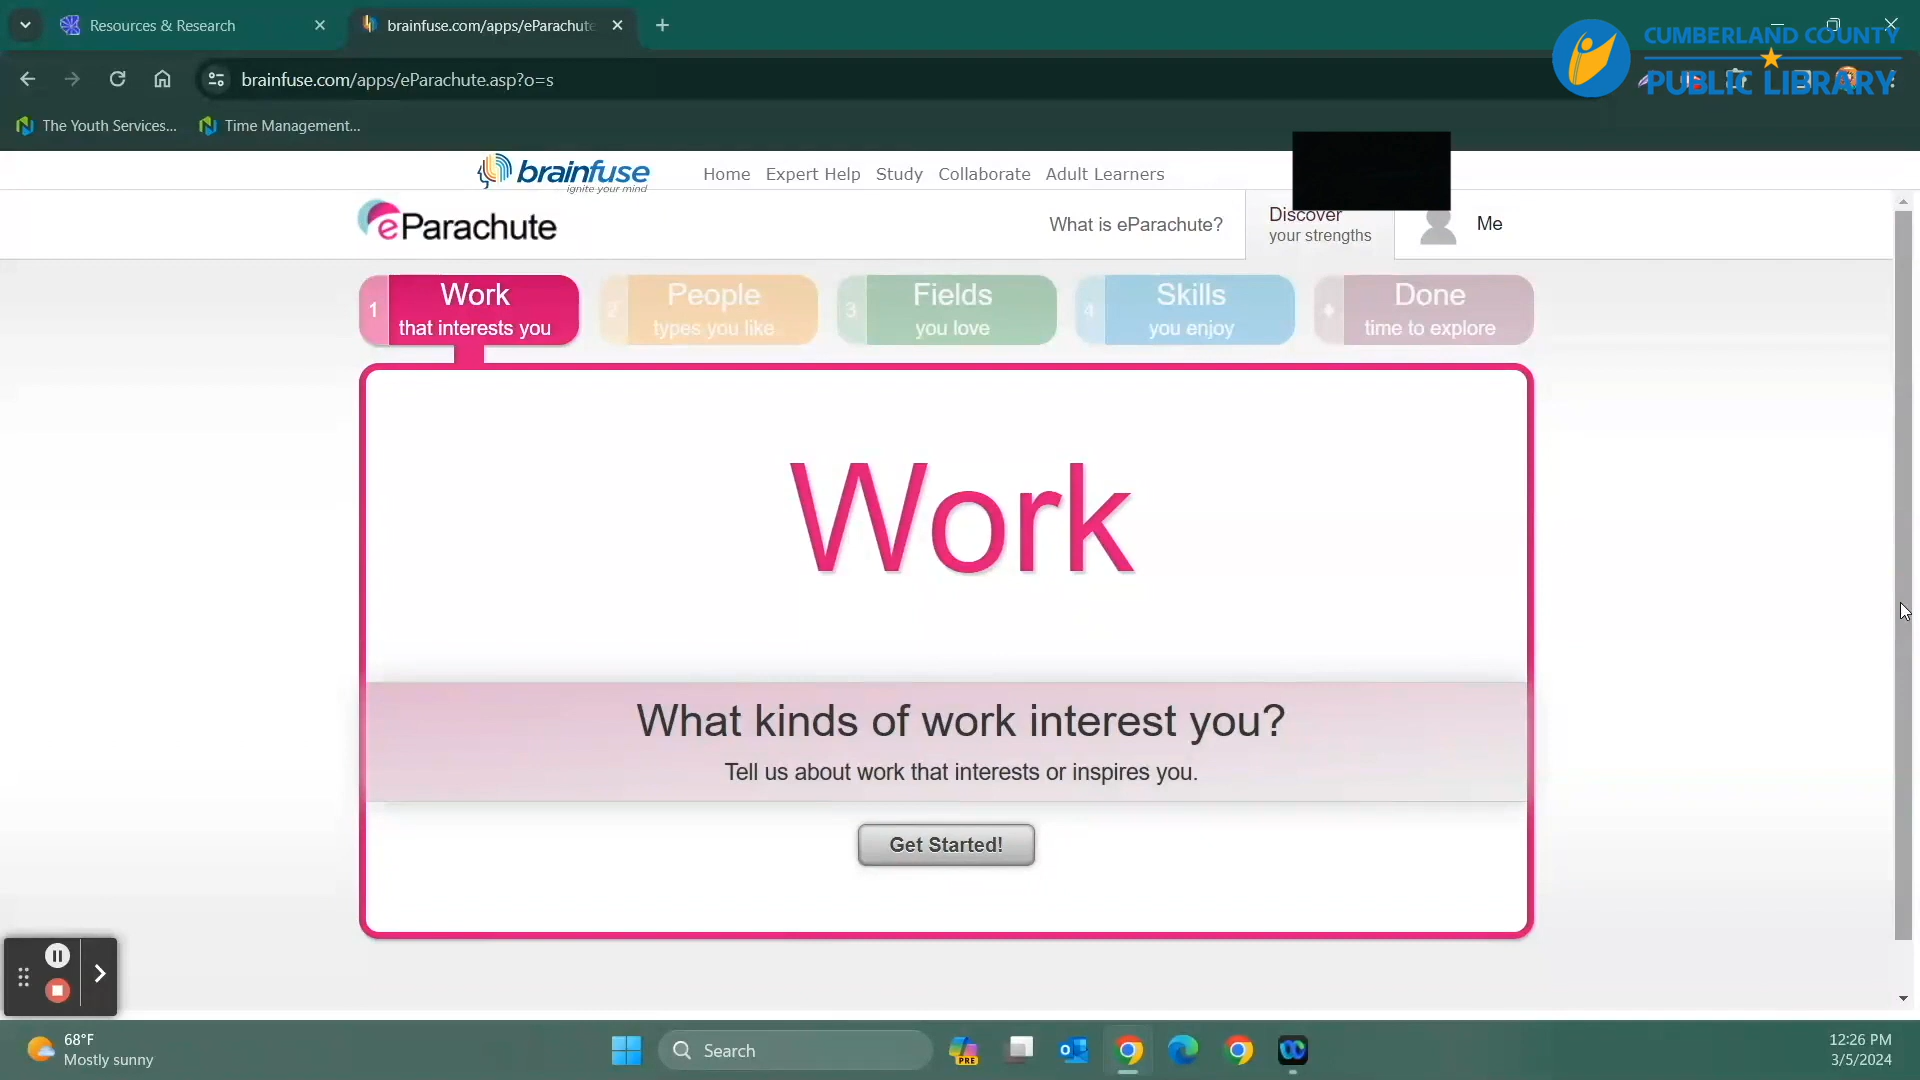 Resources & Research
brainfuse.com/apps/eParachute
CUMBERLAND COUNTY
PUBLIC LIBRARY
brainfuse.com/apps/eParachute.asp?o=s
The Youth Services...
Time Management...
brainfuse
ignite your mind
Home
Expert Help
Study
Collaborate
Adult Learners
eParachute
What is eParachute?
Discover
your strengths
Me
1
Work
that interests you
2
People
types you like
3
Fields
you love
4
Skills
you enjoy
Done
time to explore
Work
What kinds of work interest you?
Tell us about work that interests or inspires you.
Get Started!
68°F
Mostly sunny
Search
PRE
12:26 PM
3/5/2024